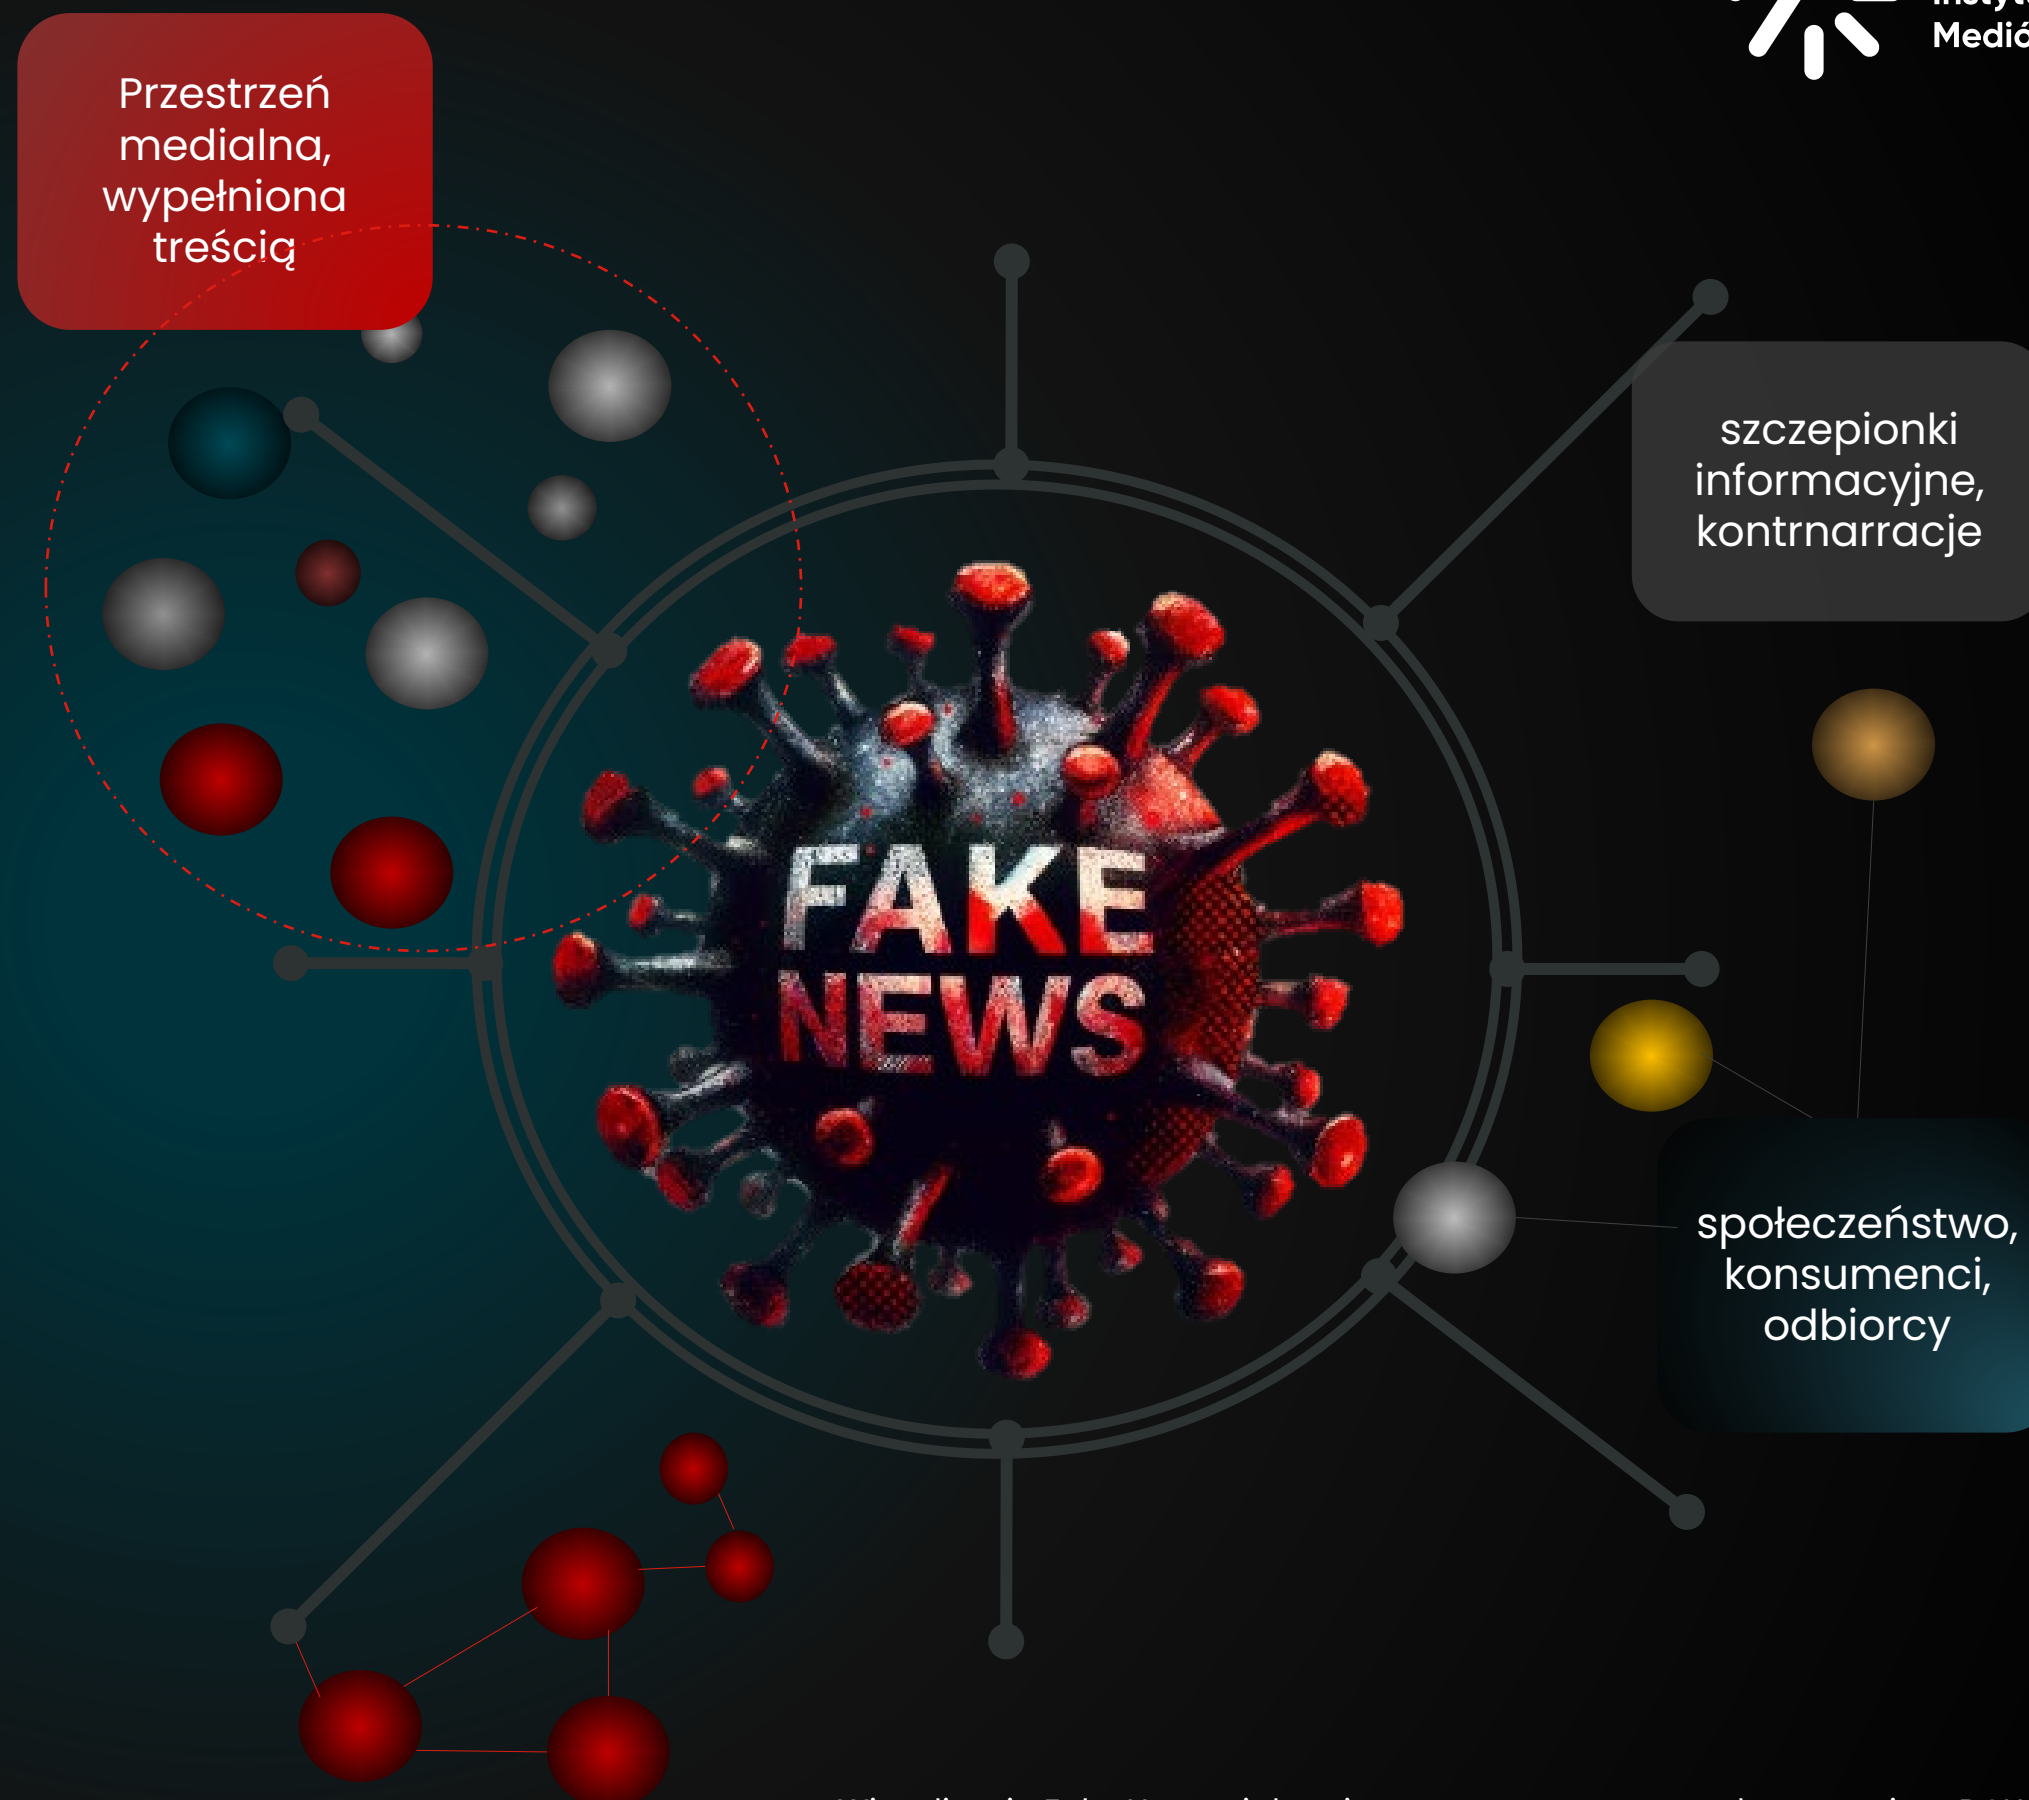 Medió
Przestrzeń
medialna,
wypełniona
treścią
szczepionki
informacyjne,
kontrnarracje
FAKE
NEWS
społeczeństwo,
konsumenci,
odbiorcy